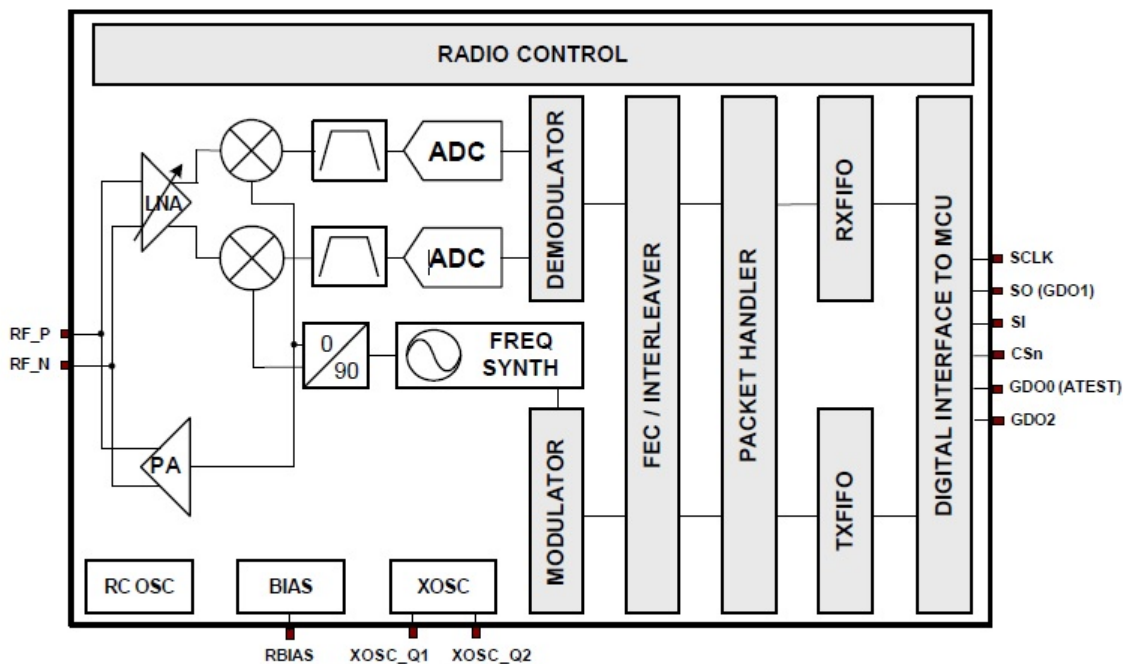 RADIO CONTROL
LNA
ADC
ADC
DEMODULATOR
FEC / INTERLEAVER
PACKET HANDLER
RXFIFO
DIGITAL INTERFACE TO MCU
SCLK
SO (GDO1)
SI
CSn
GDO0 (ATEST)
GDO2
RF_P
RF_N
0
90
FREQ
SYNTH
PA
MODULATOR
TXFIFO
RC OSC
BIAS
XOSC
RBIAS
XOSC_Q1
XOSC_Q2